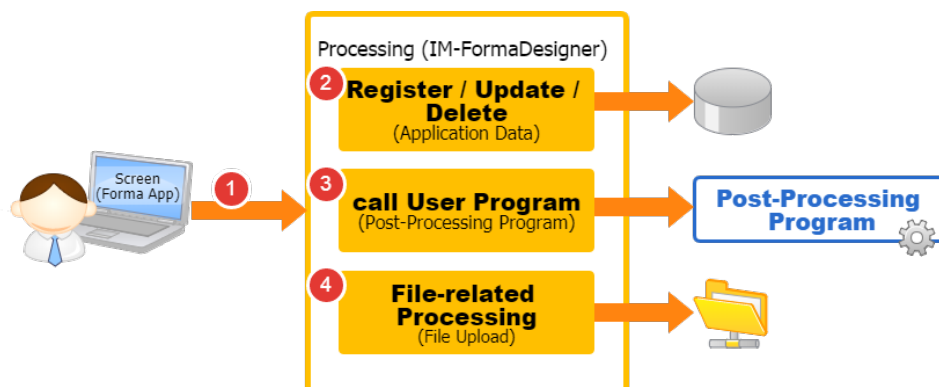 Processing (IM-FormaDesigner)
2
Register / Update /
Delete
(Application Data)
Screen
(Forma App)
1
3
call User Program
(Post-Processing Program)
Post-Processing
Program
4
File-related
Processing
(File Upload)